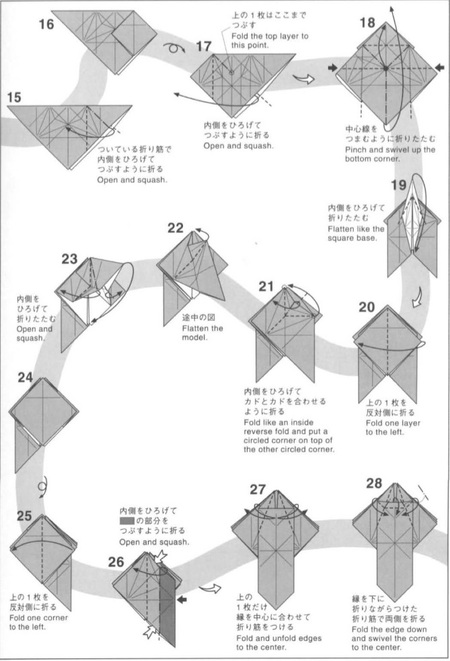 15
ついている折り筋で
内側をひろげて
つぶすように折る
Open and squash.
16
17
上の1枚はここまで
つぶす
Fold the top layer to
this point.
内側をひろげて
つぶすように折る
Open and squash.
18
中心線を
つまむように折りたたむ
Pinch and swivel up the
bottom corner.
19
内側をひろげて
折りたたむ
Flatten like the
square base.
20
上の1枚を
反対側に折る
Fold one layer
to the left.
21
内側をひろげて
カドとカドを合わせる
ように折る
Fold like an inside
reverse fold and put a
circled corner on top of
the other circled corner.
22
途中の図
Flatten the
model.
23
内側を
ひろげて
折りたたむ
Open and
squash.
24
25
上の1枚を
反対側に折る
Fold one corner
to the left.
26
内側をひろげて
の部分を
つぶすように折る
Open and squash.
27
上の
1枚だけ
縁を中心に合わせて
折り筋をつける
Fold and unfold edges
to the center.
28
縁を下に
折りながらつけた
折り筋で両側を折る
Fold the edge down
and swivel the corners
to the center.